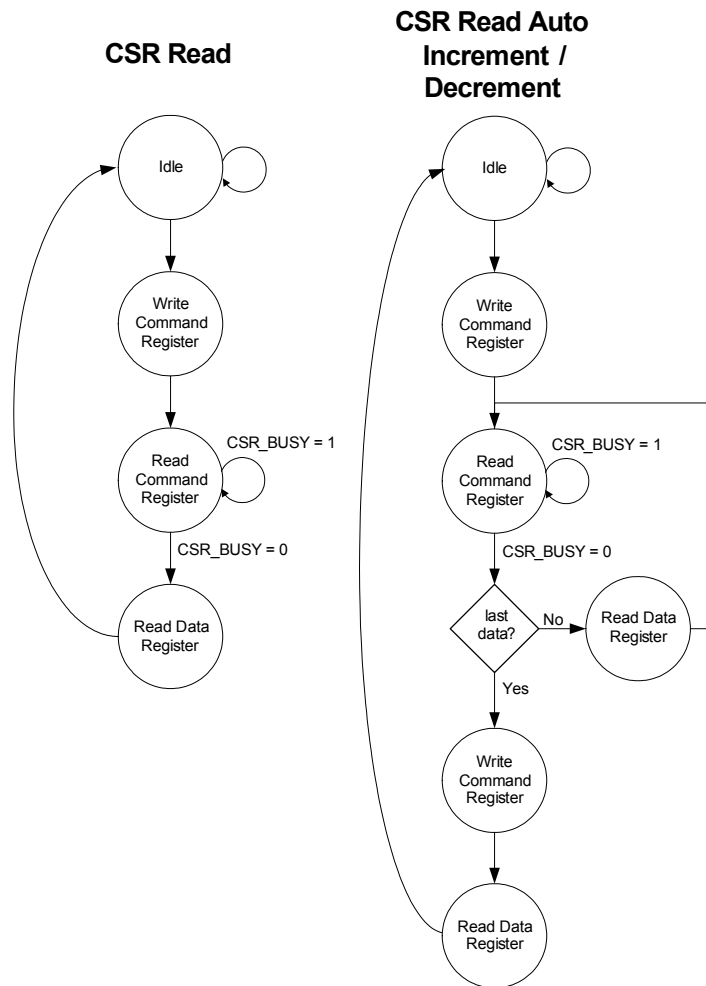 CSR Read
Idle
Write
Command
Register
CSR_BUSY = 1
Read
Command
Register
CSR_BUSY = 0
Read Data
Register
CSR Read Auto
Increment /
Decrement
Idle
Write
Command
Register
CSR_BUSY = 1
Read
Command
Register
CSR_BUSY = 0
last
data?
No
Read Data
Register
Yes
Write
Command
Register
Read Data
Register